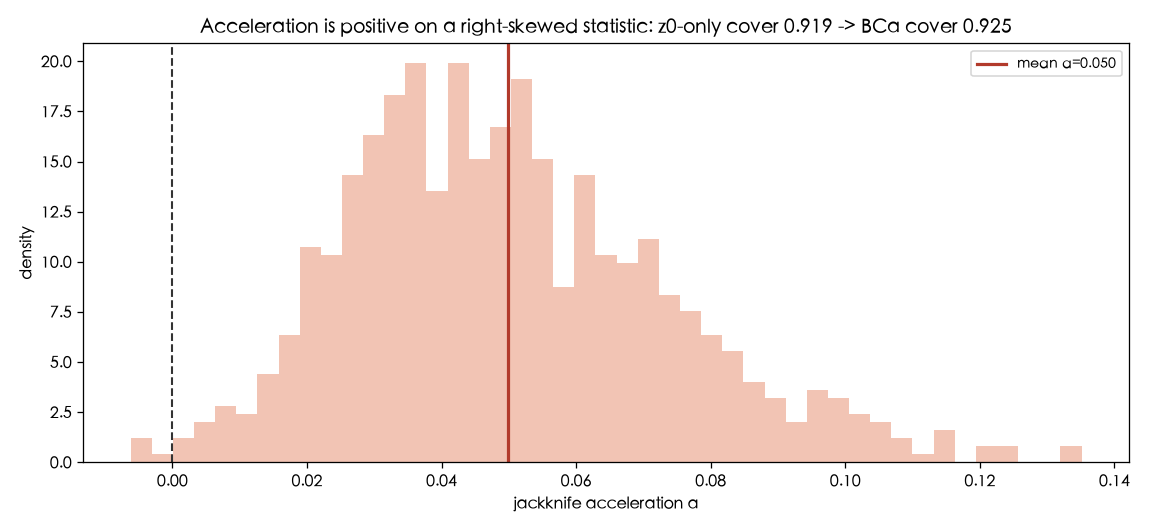 Acceleration is positive on a right-skewed statistic: z0-only cover 0.919 -> BCa cover 0.925
mean a=0.050
20.0
17.5
15.0
12.5
10.0
7.5
5.0
2.5
0.0
density
0.00 0.02 0.04 0.06 0.08 0.10 0.12 0.14
jackknife acceleration a